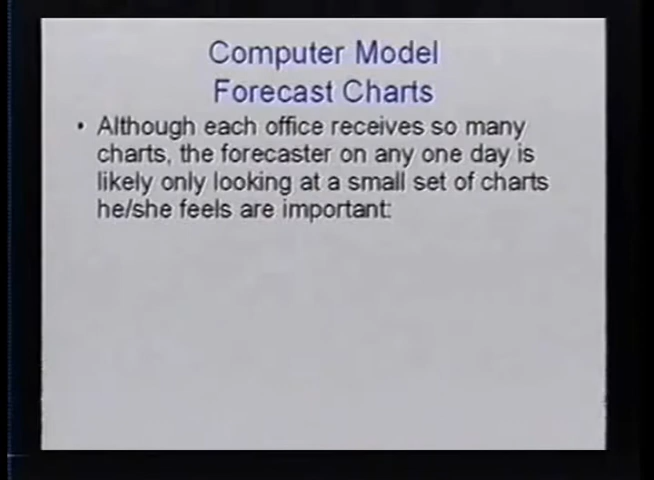 Computer Model
Forecast Charts
• Although each office receives so many
charts, the forecaster on any one day is
likely only looking at a small set of charts
he/she feels are important: